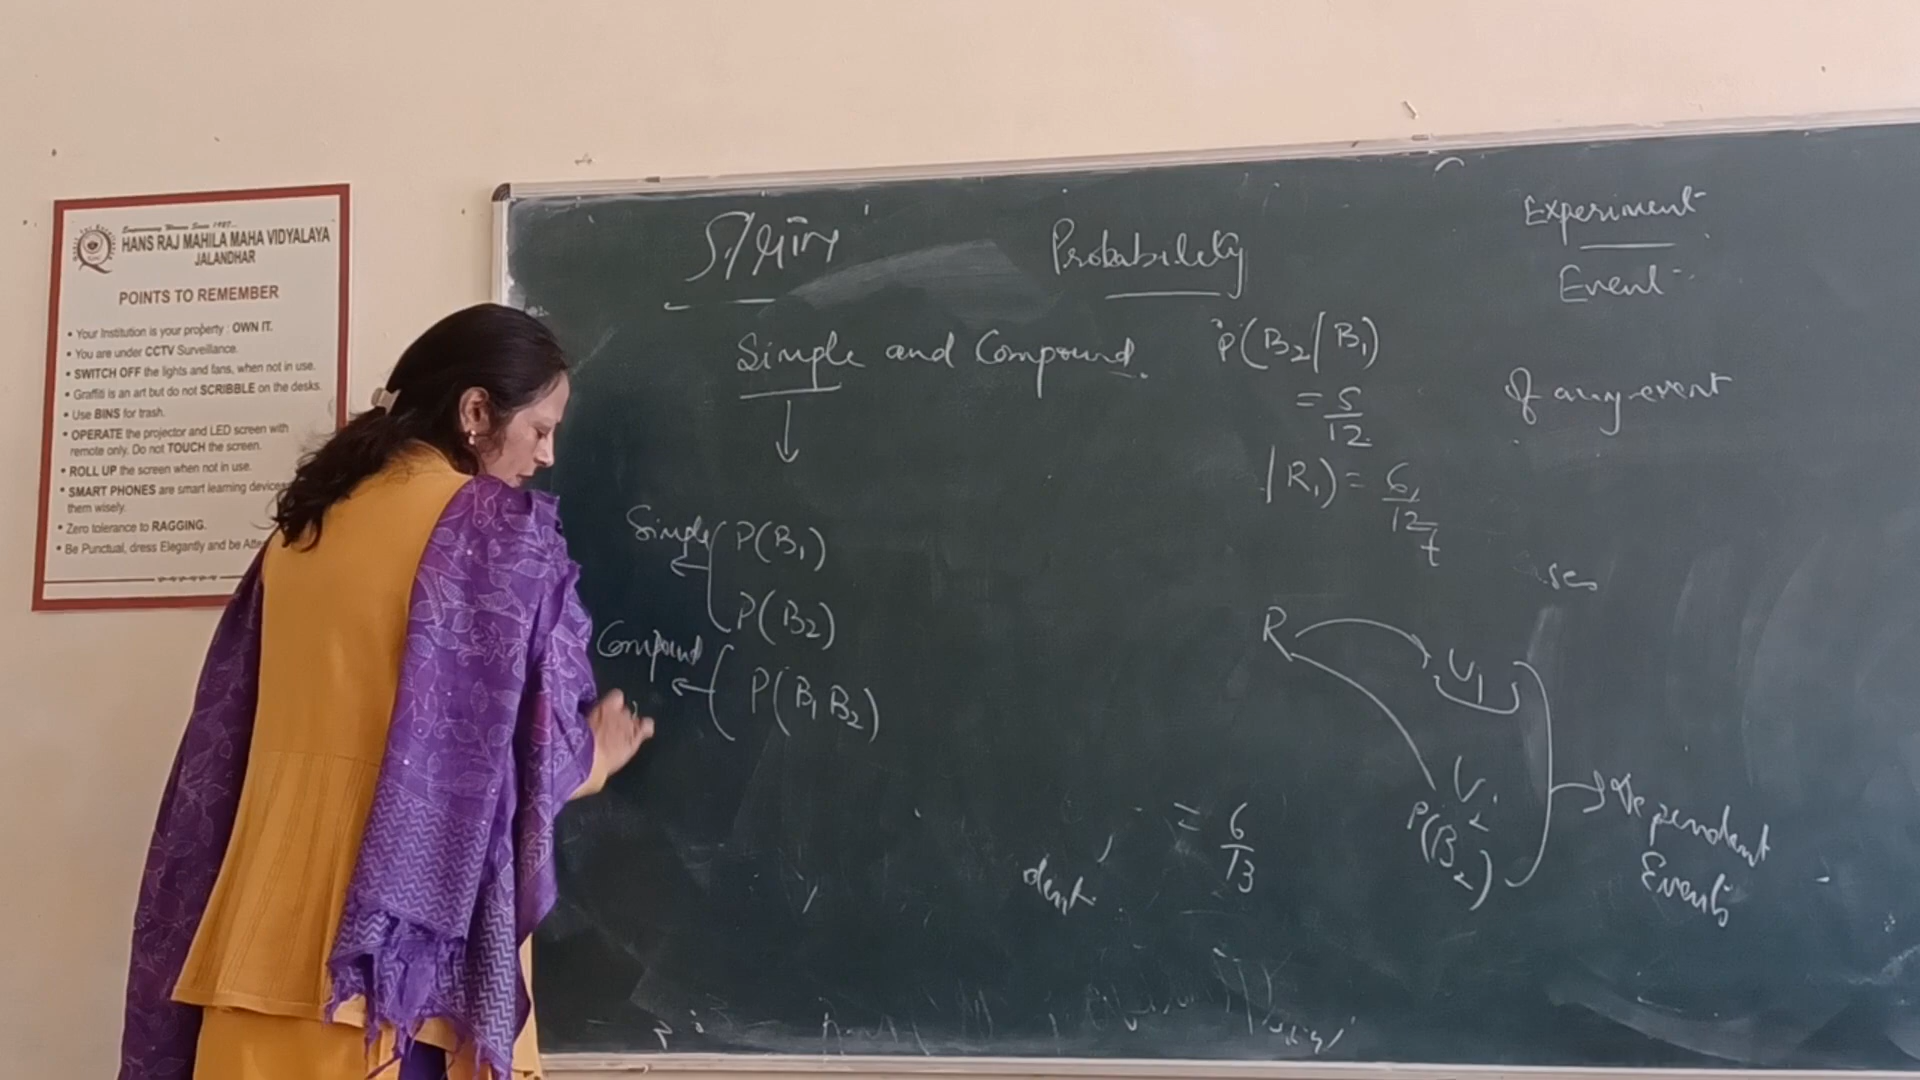 Empowering Women Since 1927...
HANS RAJ MAHILA MAHA VIDYALAYA
JALANDHAR
POINTS TO REMEMBER
• Your Institution is your property : OWN IT.
• You are under CCTV Surveillance.
• SWITCH OFF the lights and fans, when not in use.
• Graffiti is an art but do not SCRIBBLE on the desks.
• Use BINS for trash.
• OPERATE the projector and LED screen with
remote only. Do not TOUCH the screen.
• ROLL UP the screen when not in use.
• SMART PHONES are smart learning devices
them wisely.
• Zero tolerance to RAGGING.
• Be Punctual, dress Elegantly and be
Probability
Experiment
Event
Simple and Compound
P(B2/B1)
= 5/12
/R1) = 6/12
Of any event
Simple
P(B1)
P(B2)
Compound
P(B1 B2)
R
U1
U2
P(B2)
Dependent
Events
= 6/13
dent